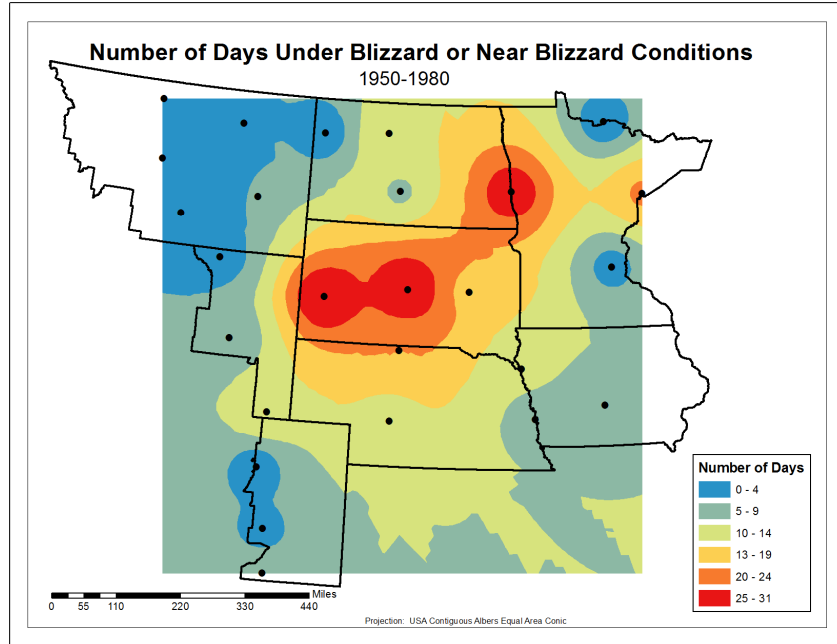 Number of Days Under Blizzard or Near Blizzard Conditions
1950-1980
Number of Days
0 - 4
5 - 9
10 - 14
13 - 19
20 - 24
25 - 31
Miles
0 55 110 220 330 440
Projection: USA Contiguous Albers Equal Area Conic